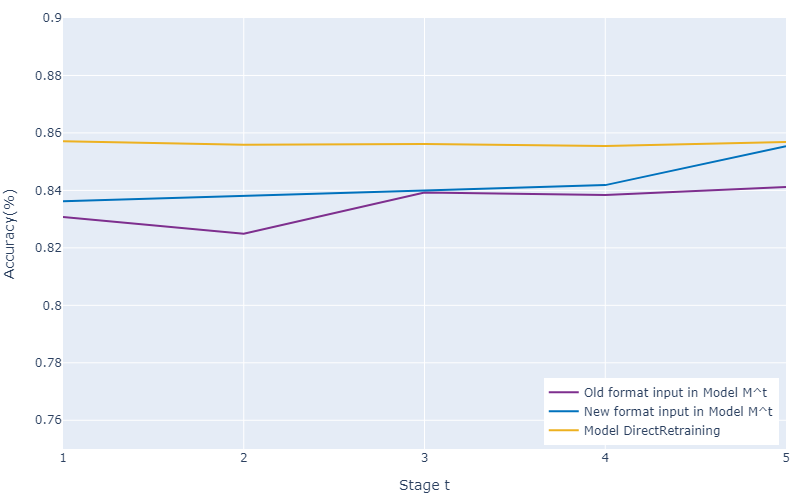 0.9
0.88
0.86
0.84
0.82
0.8
0.78
0.76
Accuracy(%)
1
2
3
4
5
Stage t
Old format input in Model M^t
New format input in Model M^t
Model DirectRetraining